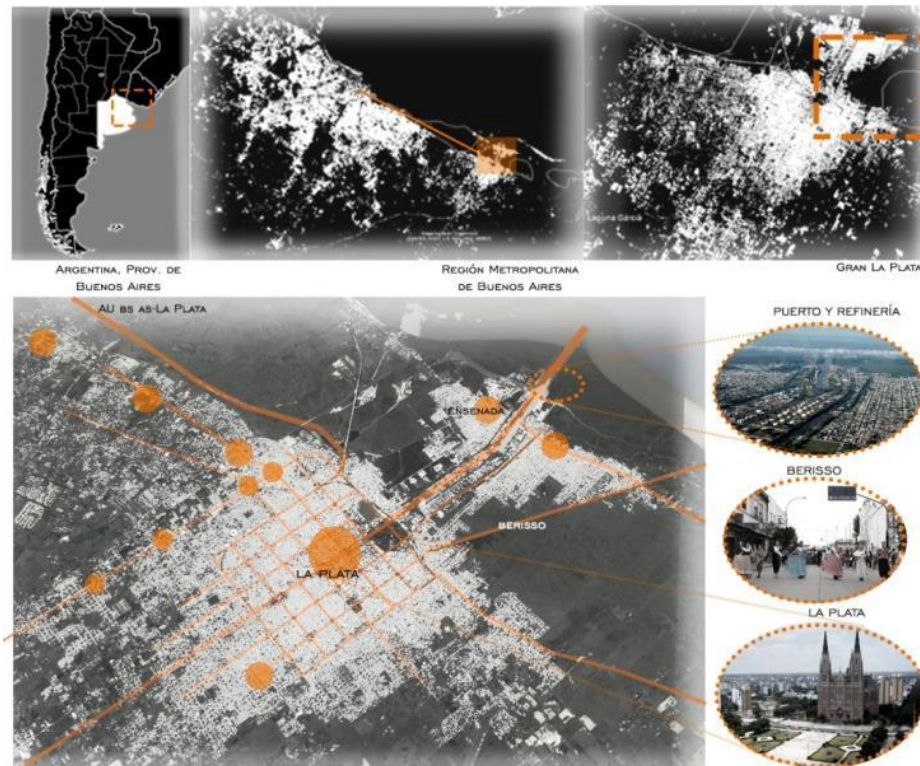 Laguna García
ARGENTINA, PROV. DE
BUENOS AIRES
REGIÓN METROPOLITANA
DE BUENOS AIRES
GRAN LA PLATA
AU BS AS-LA PLATA
PUERTO Y REFINERÍA
ENSENADA
BERISSO
BERISSO
LA PLATA
LA PLATA